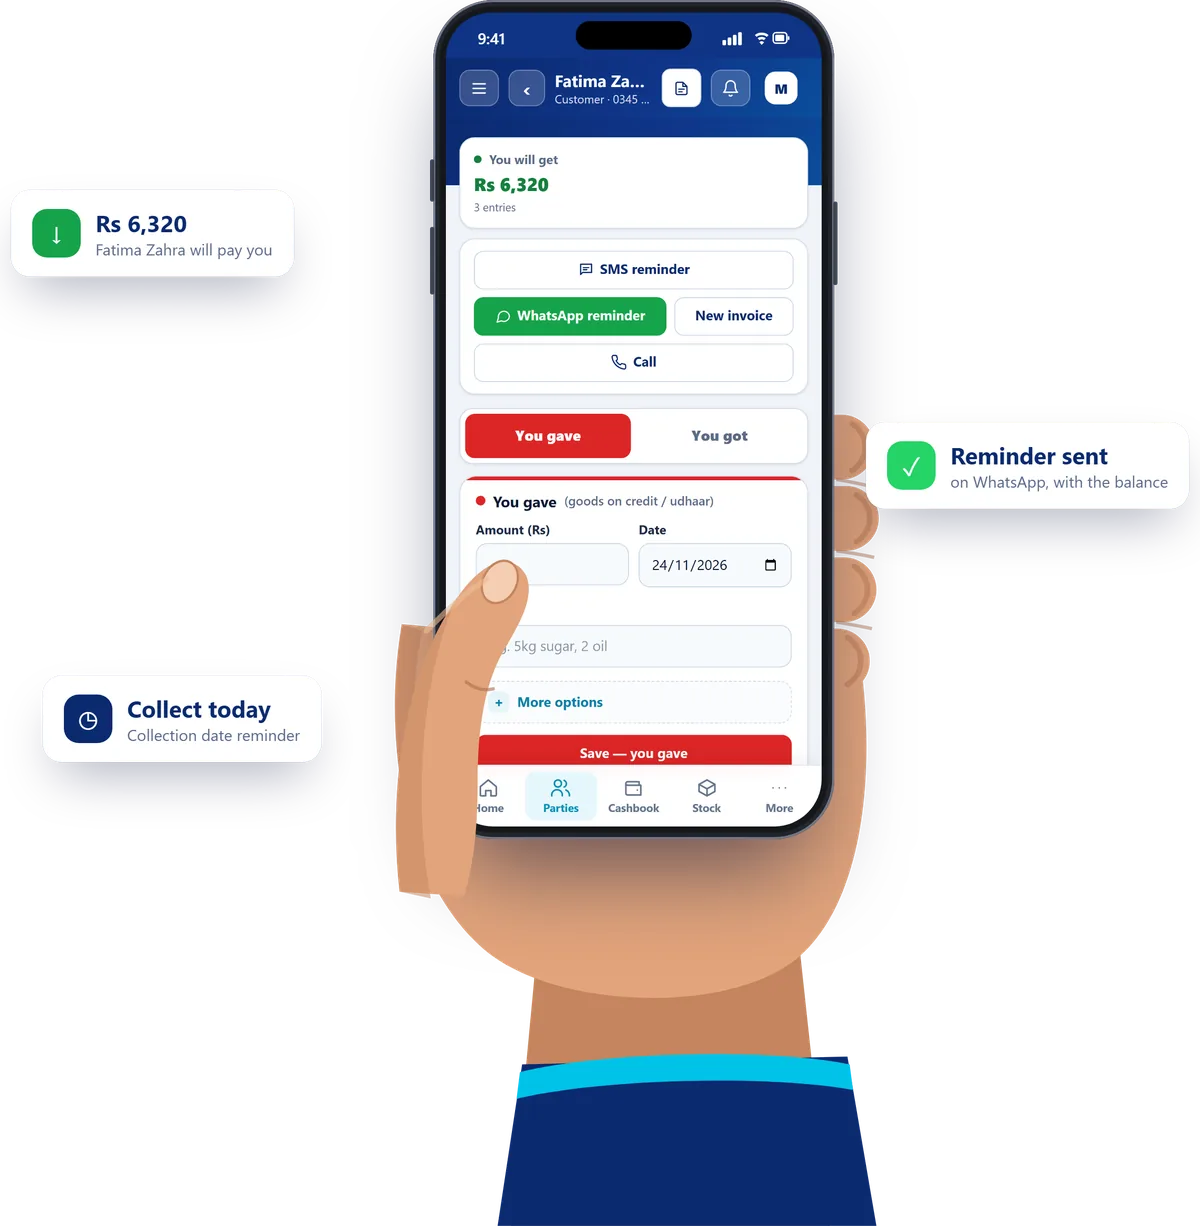 9:41
Fatima Za...
Customer · 0345 ...
M
You will get
Rs 6,320
3 entries
SMS reminder
WhatsApp reminder
New invoice
Call
You gave
You got
You gave (goods on credit / udhaar)
Amount (Rs)
Date
24/11/2026
5kg sugar, 2 oil
+ More options
Save — you gave
Home
Parties
Cashbook
Stock
More
Rs 6,320
Fatima Zahra will pay you
Reminder sent
on WhatsApp, with the balance
Collect today
Collection date reminder